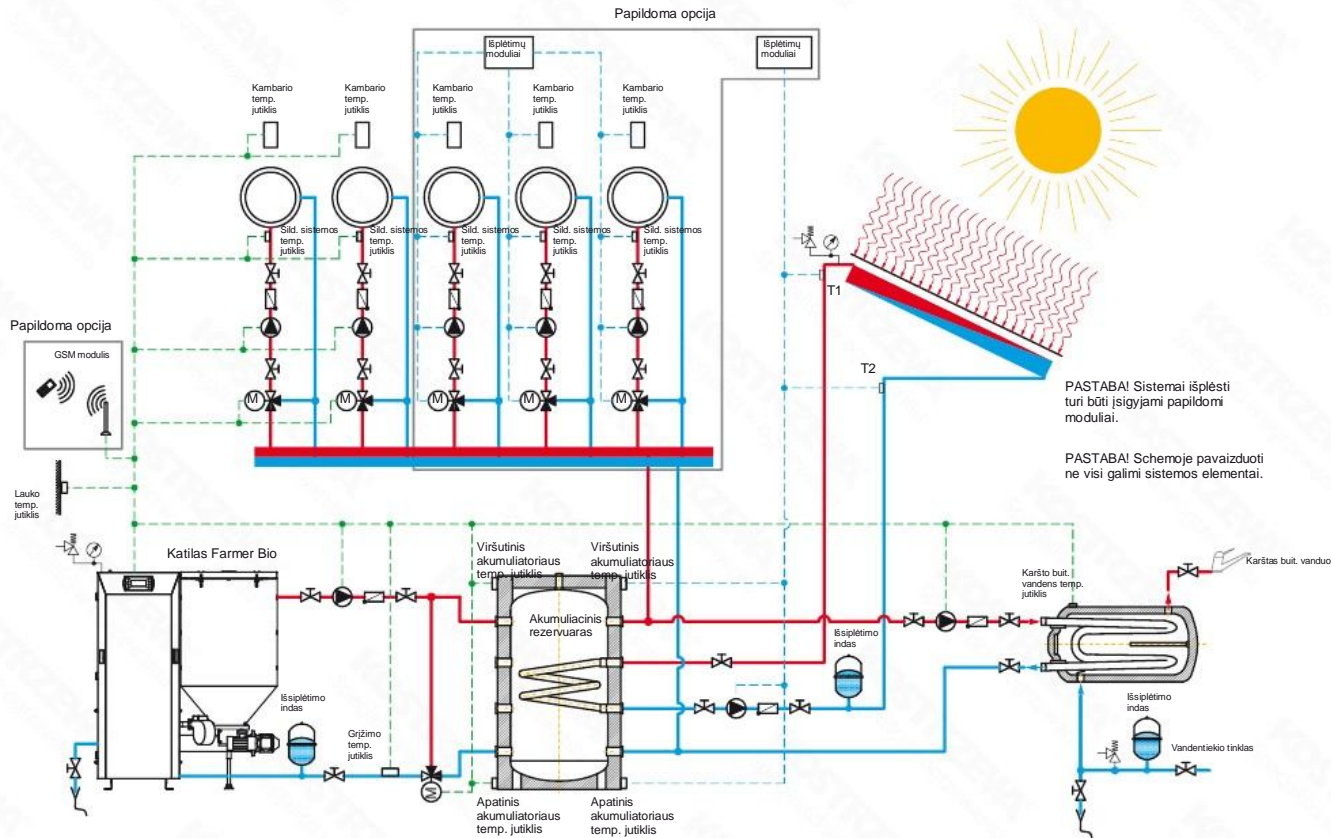 Papildoma opcija
Išplėtimų
moduliai
Išplėtimų
moduliai
Kambario
temp.
jutiklis
Kambario
temp.
jutiklis
Kambario
temp.
jutiklis
Kambario
temp.
jutiklis
Kambario
temp.
jutiklis
Šild. sistemos
temp.
jutiklis
Šild. sistemos
temp.
jutiklis
Šild. sistemos
temp.
jutiklis
Šild. sistemos
temp.
jutiklis
Šild. sistemos
temp.
jutiklis
T1
T2
M
M
M
M
M
Papildoma opcija
GSM modulis
PASTABA! Sistemai išplėsti
turi būti įsigyjami papildomi
moduliai.
PASTABA! Schemoje pavaizduoti
ne visi galimi sistemos elementai.
Lauko
temp.
jutiklis
Katilas Farmer Bio
Viršutinis
akumuliatoriaus
temp. jutiklis
Viršutinis
akumuliatoriaus
temp. jutiklis
Karšto buit.
vandens temp.
jutiklis
Karštas buit. vanduo
Akumuliacinis
rezervuaras
Išsiplėtimo
indas
Išsiplėtimo
indas
Grįžimo
temp.
jutiklis
M
Išsiplėtimo
indas
Vandentiekio tinklas
Apatinis
akumuliatoriaus
temp. jutiklis
Apatinis
akumuliatoriaus
temp. jutiklis
KOSTRZEWA